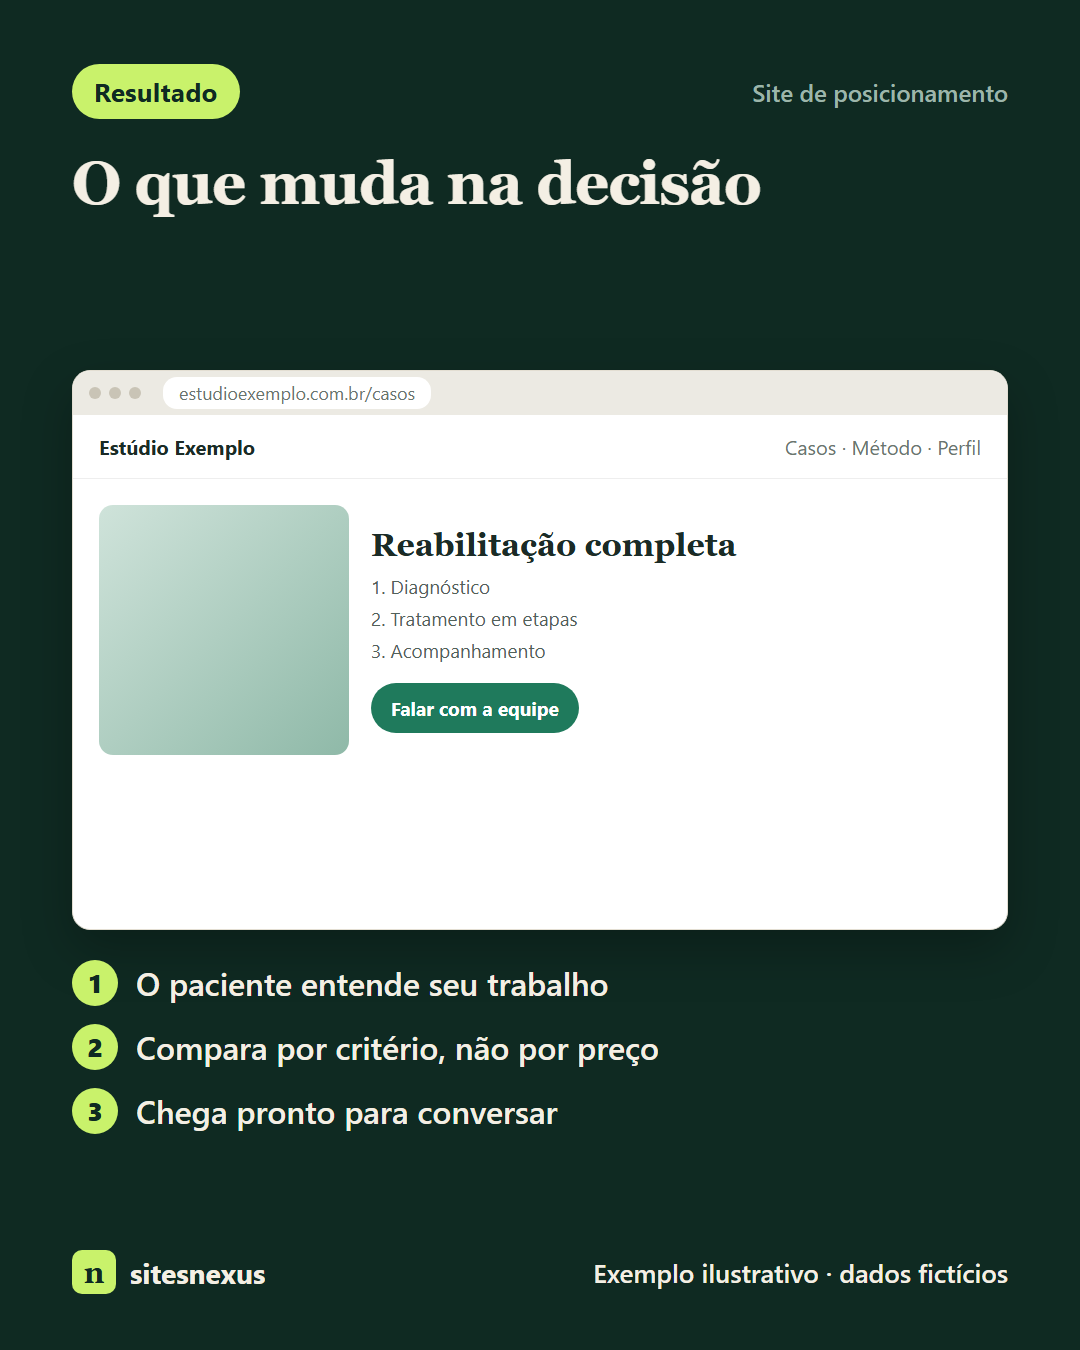 Resultado
Site de posicionamento
O que muda na decisão
estudioexemplo.com.br/casos
Estúdio Exemplo
Casos · Método · Perfil
Reabilitação completa
1. Diagnóstico
2. Tratamento em etapas
3. Acompanhamento
Falar com a equipe
1 O paciente entende seu trabalho
2 Compara por critério, não por preço
3 Chega pronto para conversar
n sitesnexus
Exemplo ilustrativo · dados fictícios